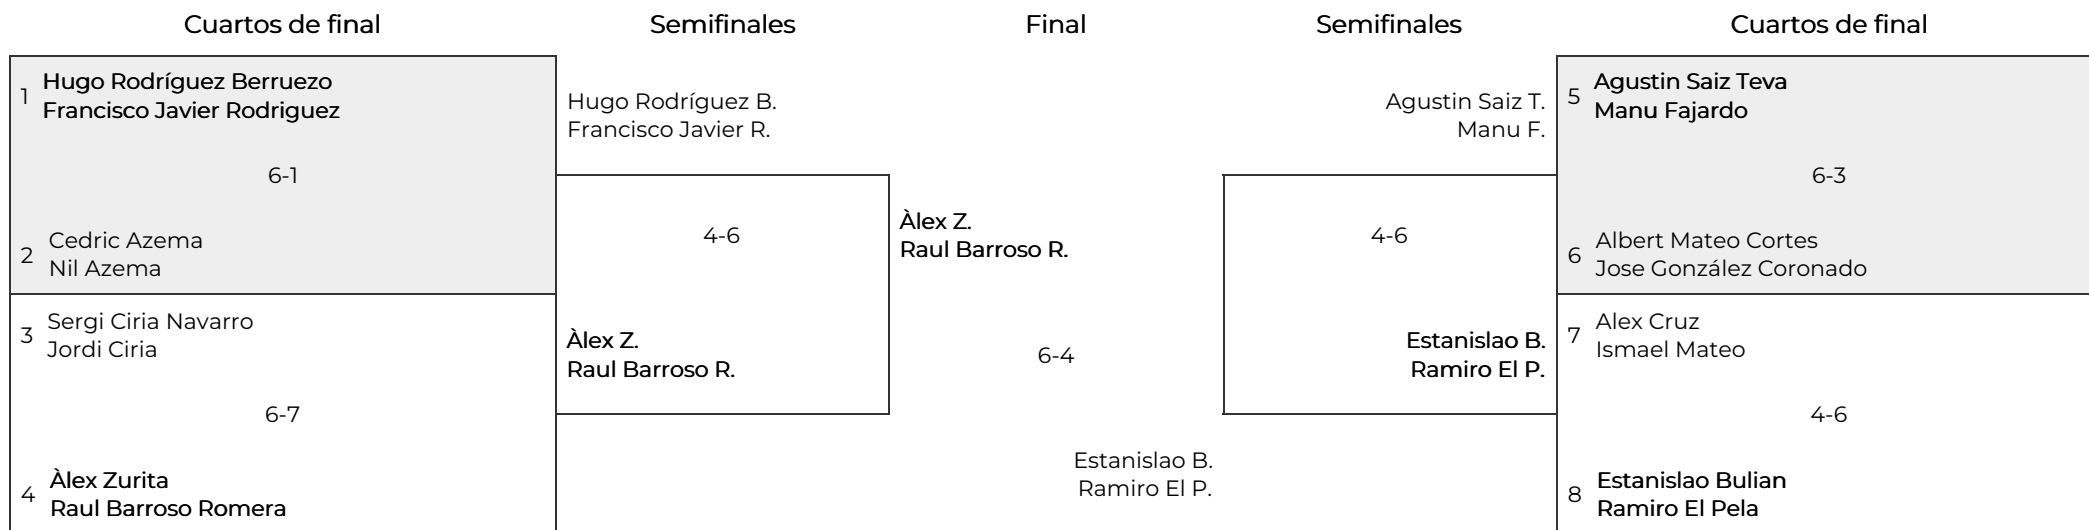 Cuartos de final
Semifinales
Final
Semifinales
Cuartos de final
1
Hugo Rodríguez Berruezo
Francisco Javier Rodriguez
6-1
2
Cedric Azema
Nil Azema
3
Sergi Ciria Navarro
Jordi Ciria
6-7
4
Àlex Zurita
Raul Barroso Romera
Hugo Rodríguez B.
Francisco Javier R.
4-6
Àlex Z.
Raul Barroso R.
Àlex Z.
Raul Barroso R.
6-4
Estanislao B.
Ramiro El P.
Agustin Saiz T.
Manu F.
4-6
Estanislao B.
Ramiro El P.
5
Agustin Saiz Teva
Manu Fajardo
6-3
6
Albert Mateo Cortes
Jose González Coronado
7
Alex Cruz
Ismael Mateo
4-6
8
Estanislao Bulian
Ramiro El Pela